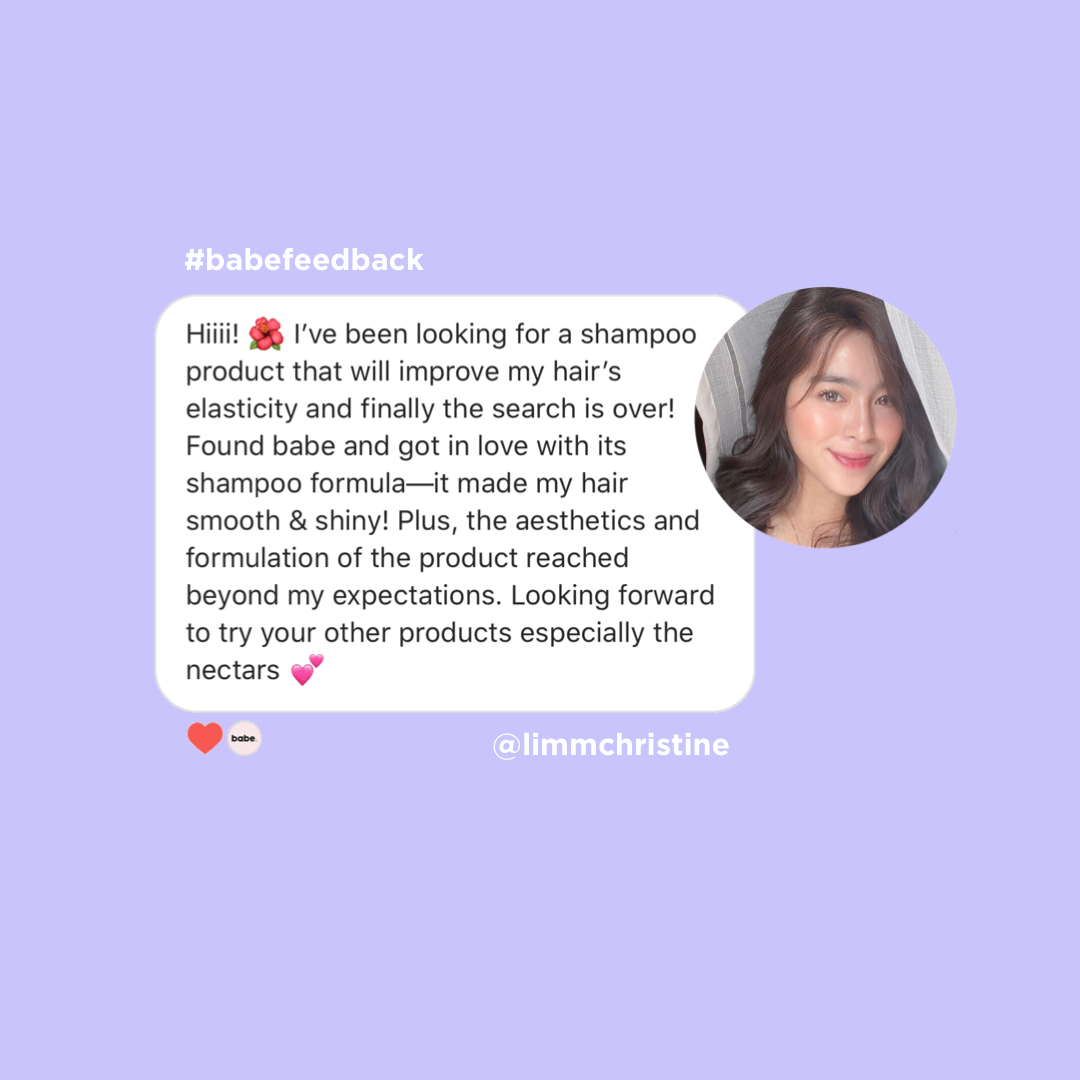 #babefeedback
Hiiii! 🌺 I’ve been looking for a shampoo
product that will improve my hair’s
elasticity and finally the search is over!
Found babe and got in love with its
shampoo formula—it made my hair
smooth & shiny! Plus, the aesthetics and
formulation of the product reached
beyond my expectations. Looking forward
to try your other products especially the
nectars 💕
babe.
@limmchristine